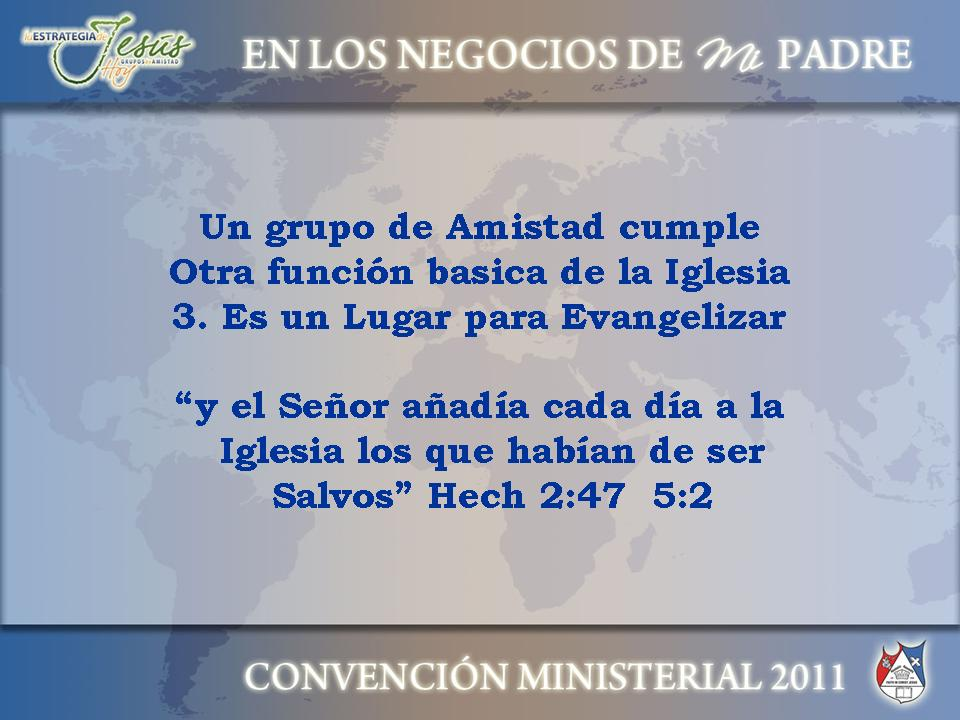 la ESTRATEGIA de
Jesús
Hoy
GRUPOS de AMISTAD
EN LOS NEGOCIOS DE Mi PADRE
Un grupo de Amistad cumple
Otra función basica de la Iglesia
3. Es un Lugar para Evangelizar
“y el Señor añadía cada día a la
Iglesia los que habían de ser
Salvos” Hech 2:47 5:2
CONVENCIÓN MINISTERIAL 2011